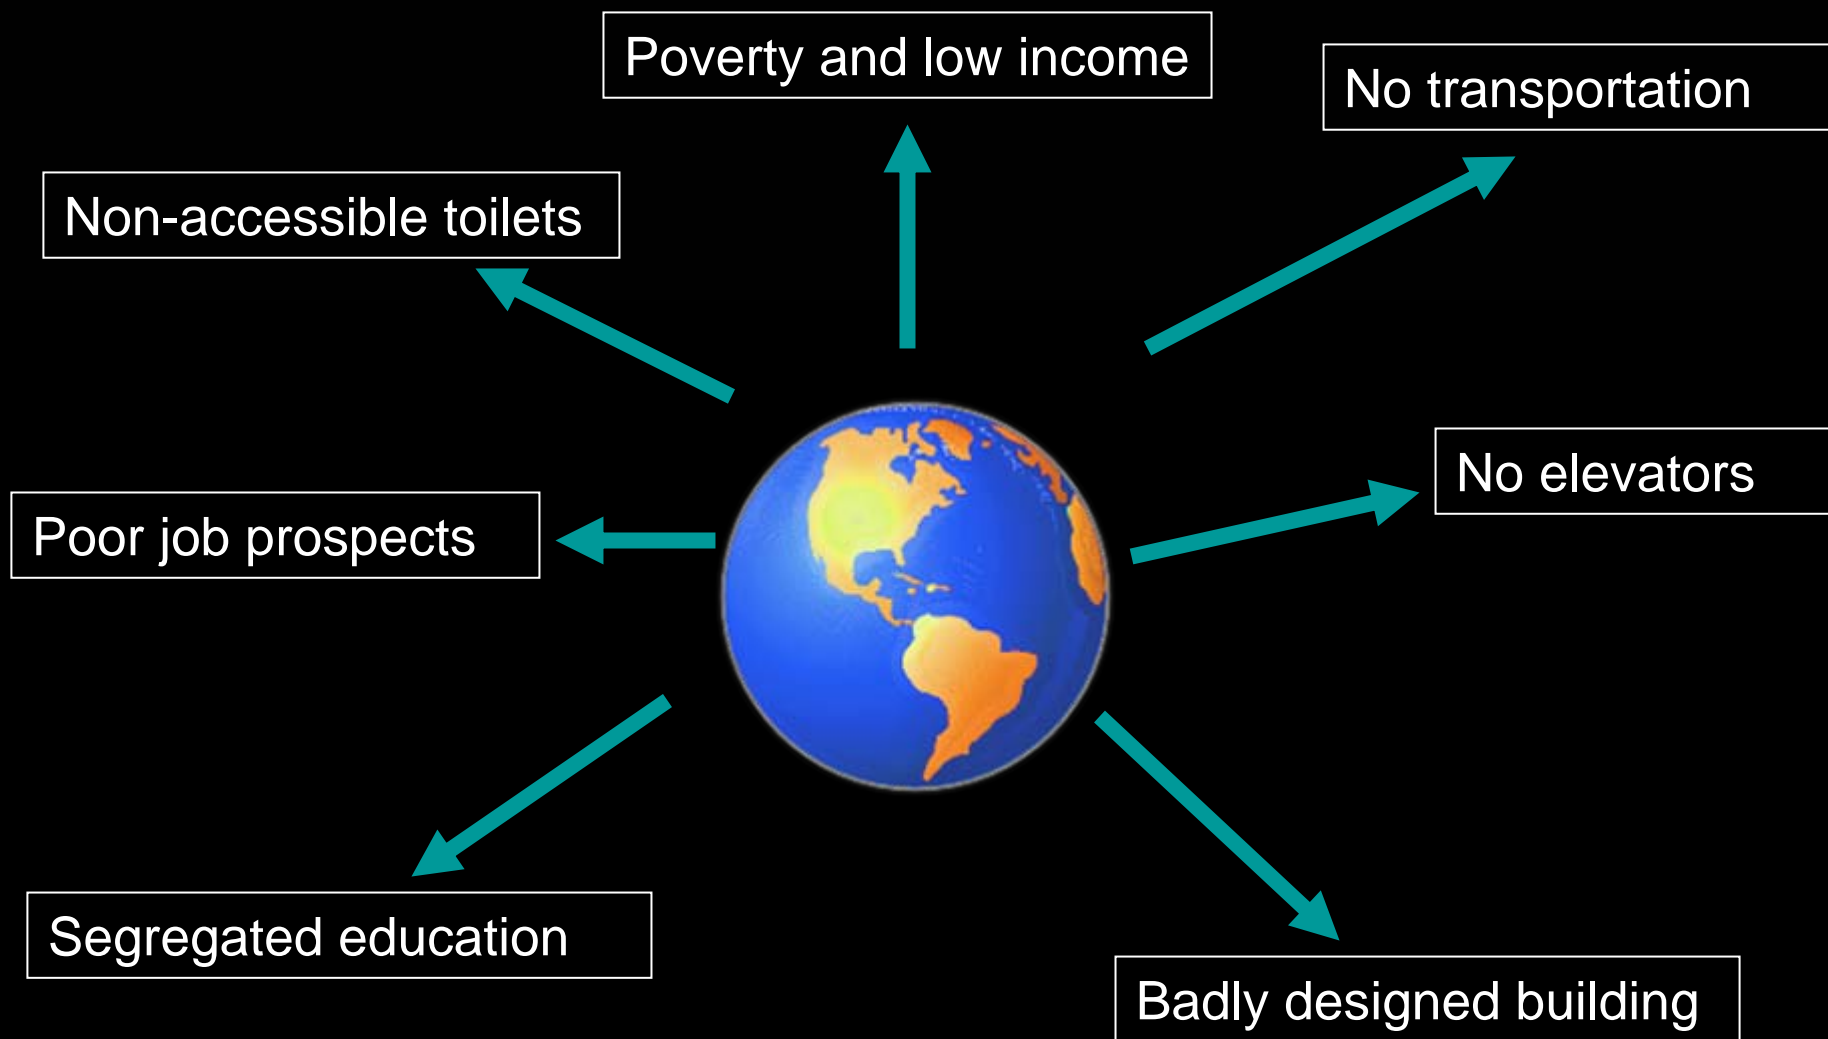 Poverty and low income
No transportation
Non-accessible toilets
No elevators
Poor job prospects
Segregated education
Badly designed building